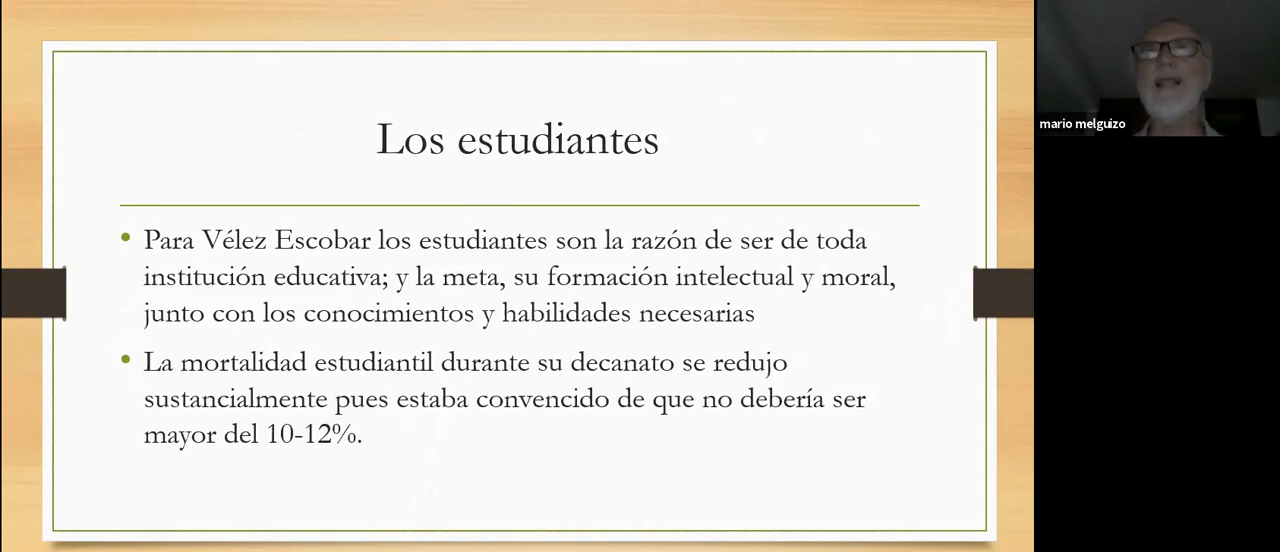 Los estudiantes
Para Vélez Escobar los estudiantes son la razón de ser de toda
institución educativa; y la meta, su formación intelectual y moral,
junto con los conocimientos y habilidades necesarias
La mortalidad estudiantil durante su decanato se redujo
sustancialmente pues estaba convencido de que no debería ser
mayor del 10-12%.
mario melguizo